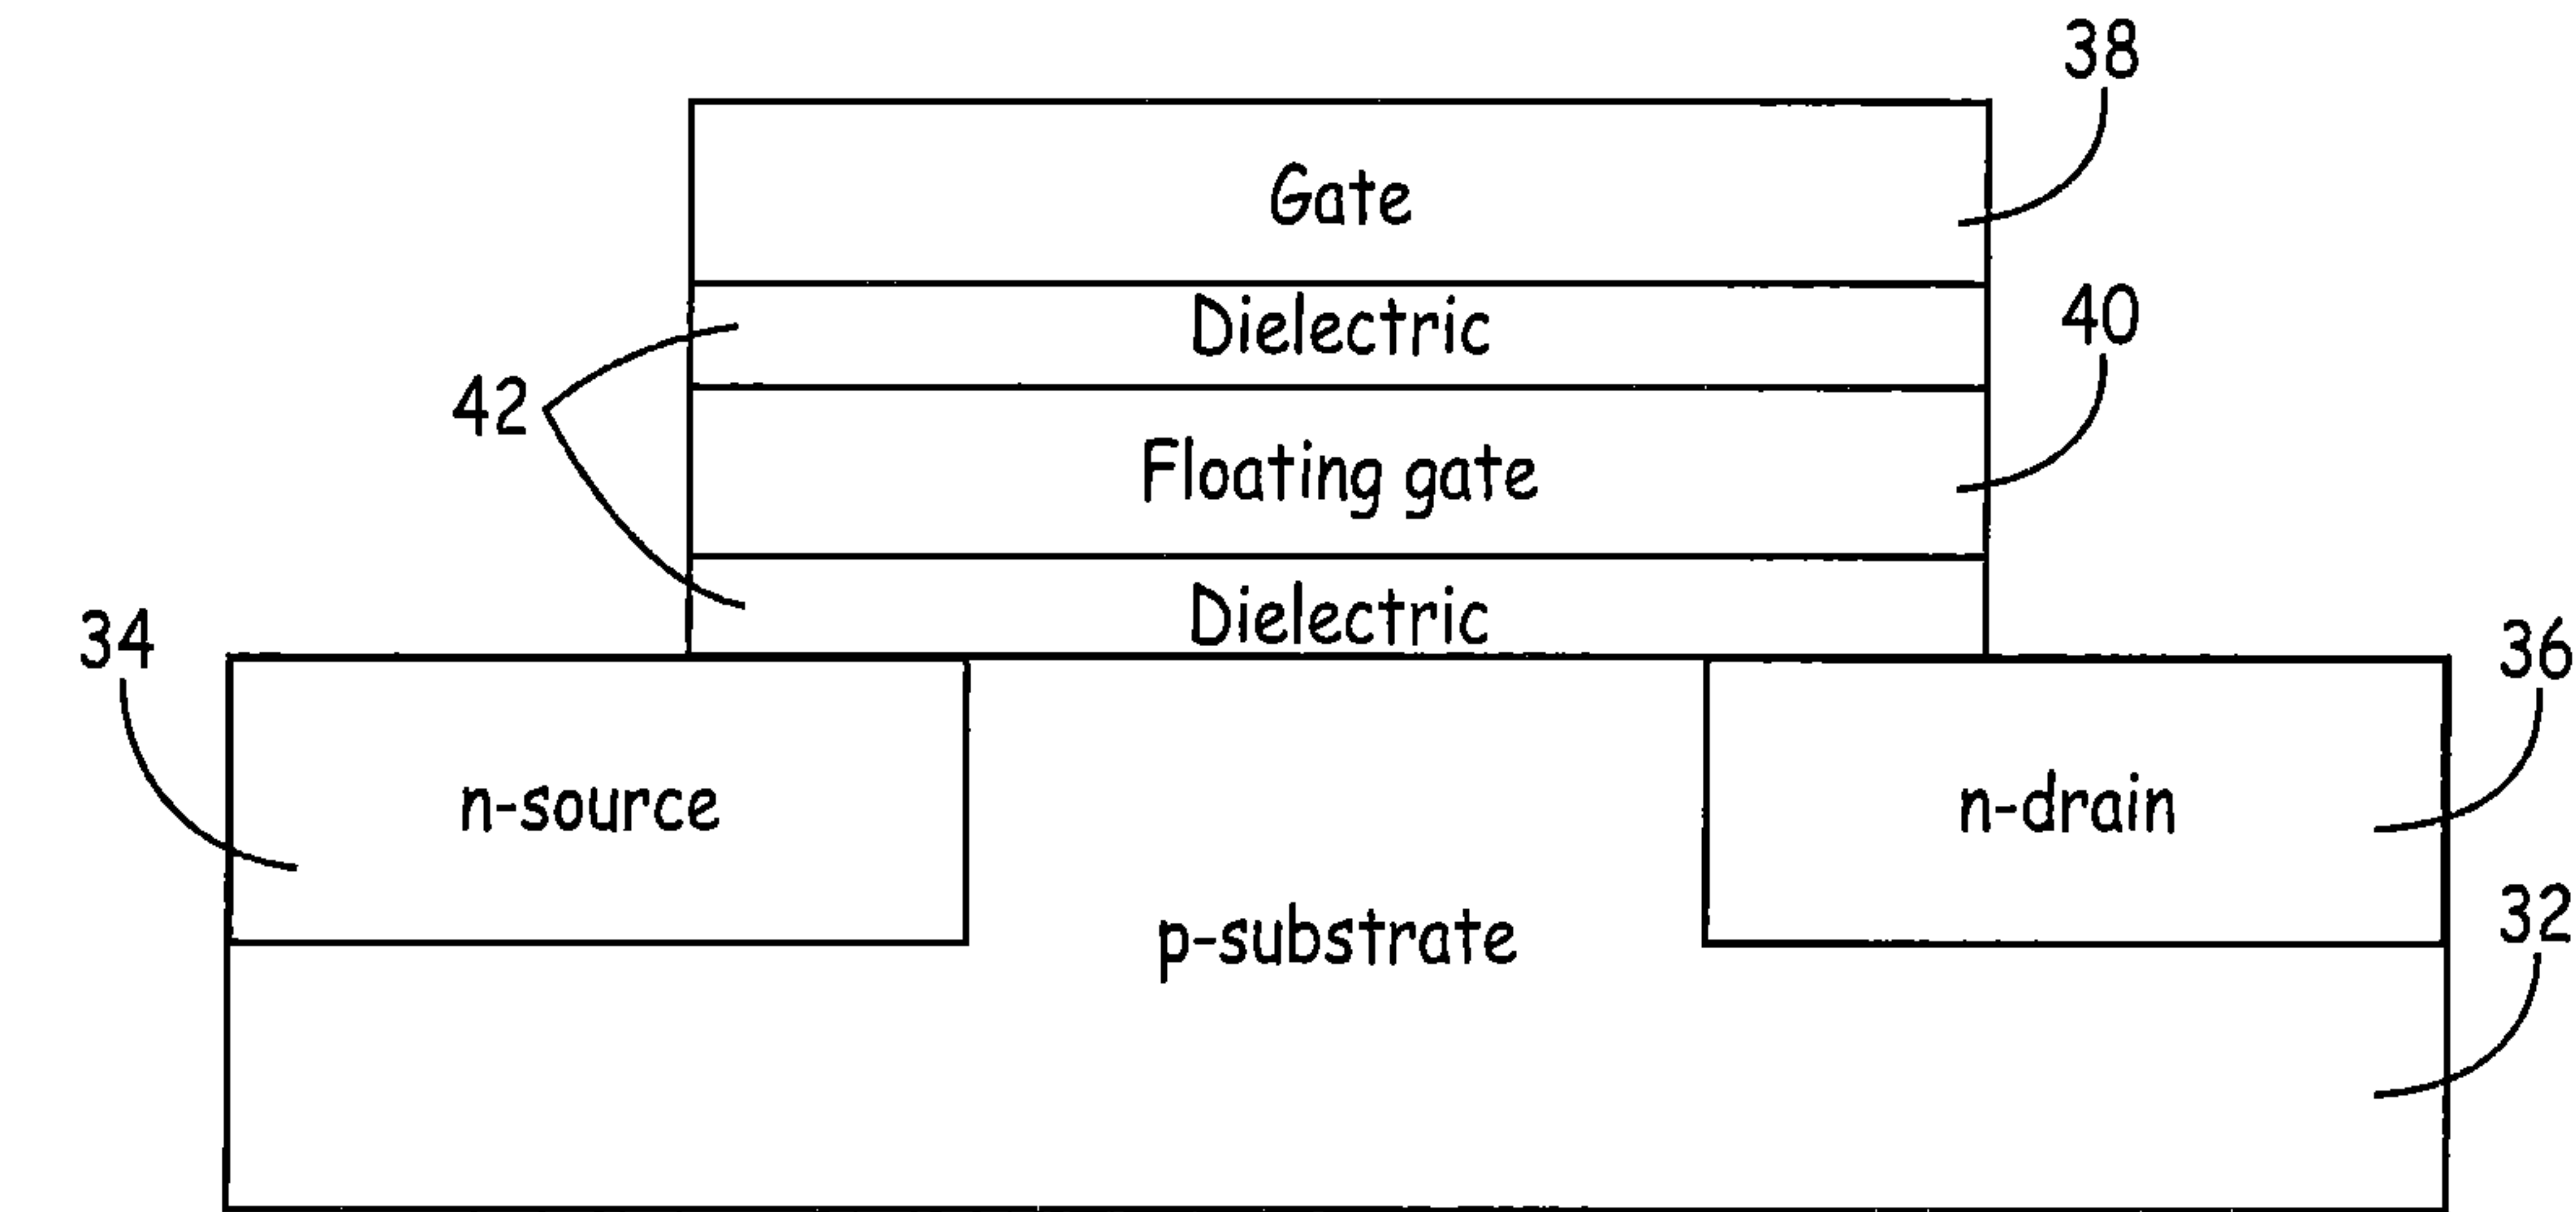 38
Gate
Dielectric
40
42
Floating gate
Dielectric
34
36
n-source
n-drain
p-substrate
32